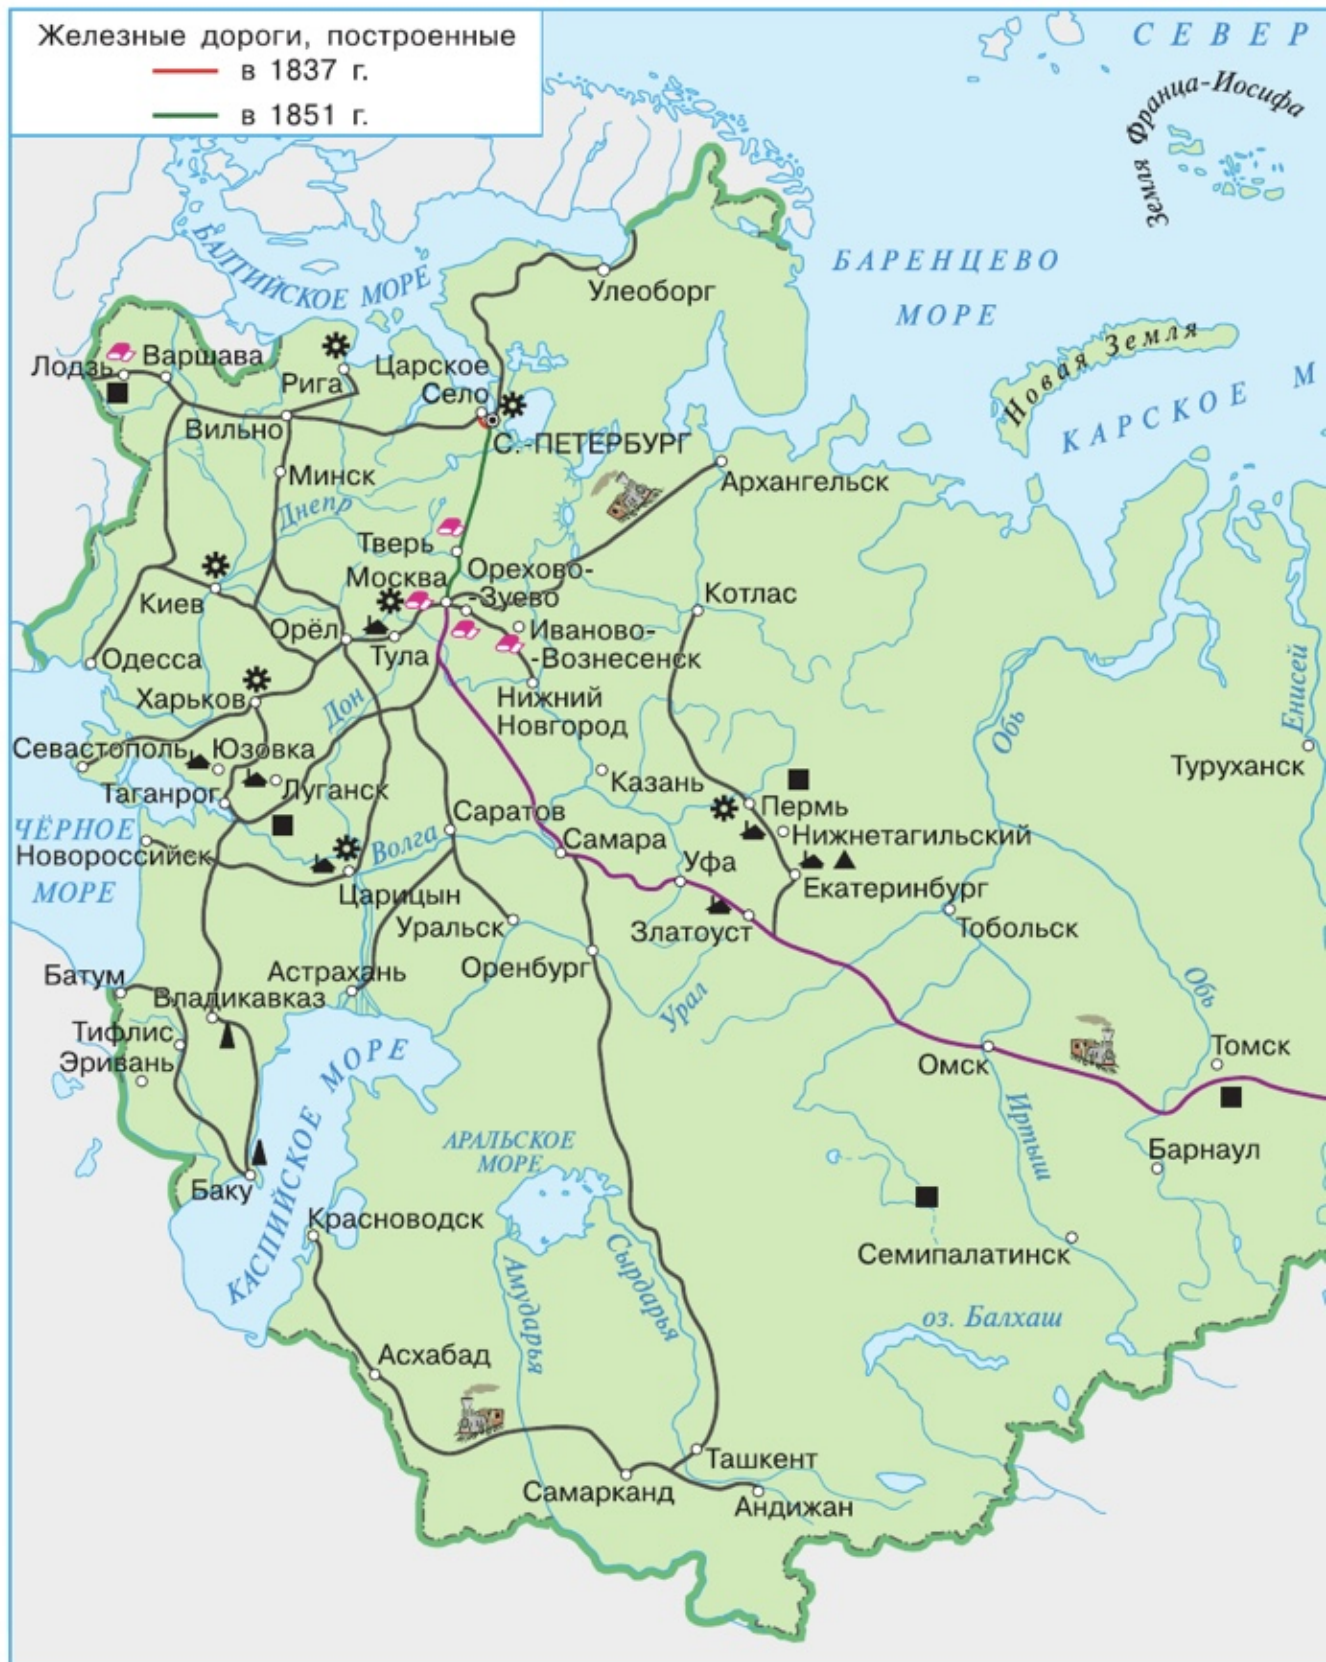 Железные дороги, построенные
в 1837 г.
в 1851 г.
СЕВЕР
Земля Франца-Иосифа
БАРЕНЦЕВО
МОРЕ
БАЛТИЙСКОЕ МОРЕ
Улеоборг
Новая Земля
КАРСКОЕ М
Лодзь
Варшава
Рига
Царское
Село
Вильно
С.-ПЕТЕРБУРГ
Минск
Архангельск
Днепр
Тверь
Москва
Орехово-
-Зуево
Котлас
Киев
Орёл
Тула
Иваново-
-Вознесенск
Одесса
Харьков
Дон
Нижний
Новгород
Обь
Енисей
Севастополь
Юзовка
Казань
Туруханск
Таганрог
Луганск
Саратов
Пермь
ЧЁРНОЕ
МОРЕ
Новороссийск
Волга
Самара
Нижнетагильский
Уфа
Екатеринбург
Царицын
Уральск
Златоуст
Тобольск
Батум
Астрахань
Оренбург
Урал
Обь
Владикавказ
Тифлис
Эривань
Омск
Томск
КАСПИЙСКОЕ МОРЕ
АРАЛЬСКОЕ
МОРЕ
Иртыш
Барнаул
Баку
Красноводск
Амударья
Сырдарья
Семипалатинск
оз. Балхаш
Асхабад
Ташкент
Самарканд
Андижан